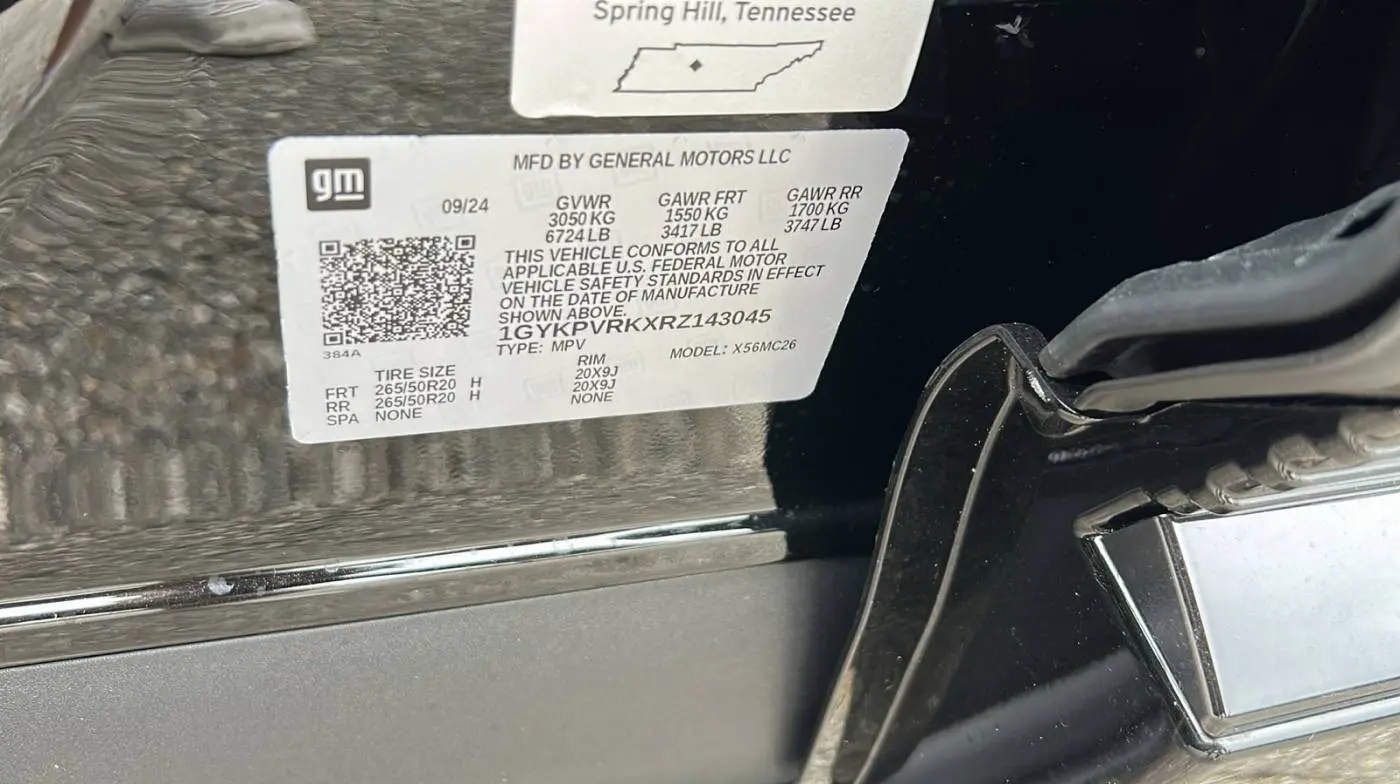 Spring Hill, Tennessee
gm
MFD BY GENERAL MOTORS LLC
09/24
GVWR
3050 KG
6724 LB
GAWR FRT
1550 KG
3417 LB
GAWR RR
1700 KG
3747 LB
THIS VEHICLE CONFORMS TO ALL
APPLICABLE U.S. FEDERAL MOTOR
VEHICLE SAFETY STANDARDS IN EFFECT
ON THE DATE OF MANUFACTURE
SHOWN ABOVE.
1GYKPVRKXRZ143045
TYPE: MPV
MODEL: X56MC26
384A
TIRE SIZE RIM
FRT 265/50R20 H 20X9J
RR 265/50R20 H 20X9J
SPA NONE NONE